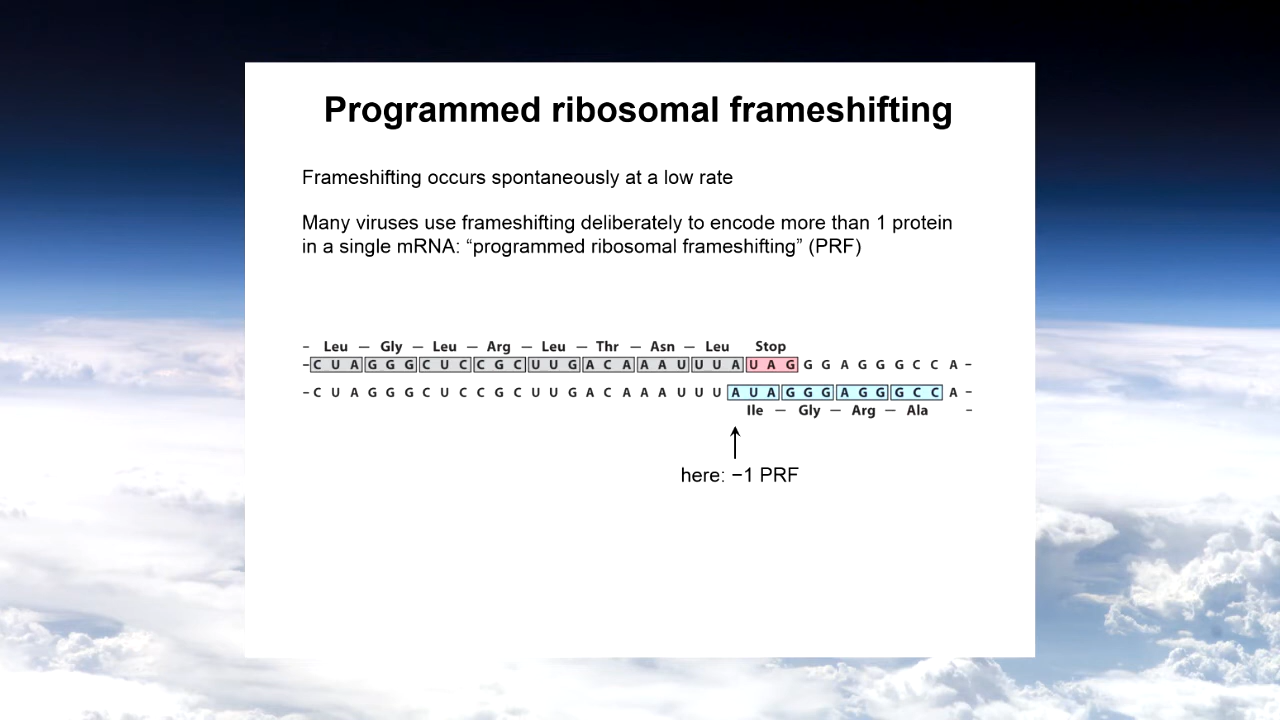 Programmed ribosomal frameshifting
Frameshifting occurs spontaneously at a low rate
Many viruses use frameshifting deliberately to encode more than 1 protein
in a single mRNA: “programmed ribosomal frameshifting” (PRF)
– Leu – Gly – Leu – Arg – Leu – Thr – Asn – Leu Stop
–C U A G G G C U C C G C U U G A C A A A U U U A U A G G G A G G G C C A –
–C U A G G G C U C C G C U U G A C A A A U U U A U A G G G A G G G C C A –
Ile – Gly – Arg – Ala –
here: −1 PRF